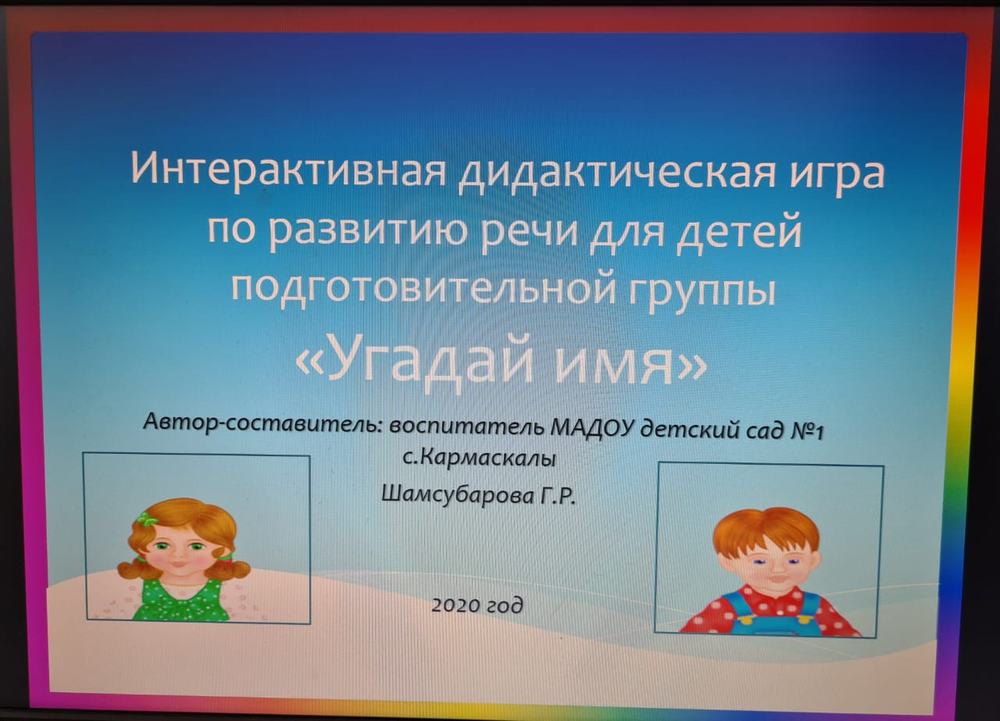 Интерактивная дидактическая игра
по развитию речи для детей
подготовительной группы
«Угадай имя»
Автор-составитель: воспитатель МАДОУ детский сад №1
с.Кармаскалы
Шамсубарова Г.Р.
2020 год